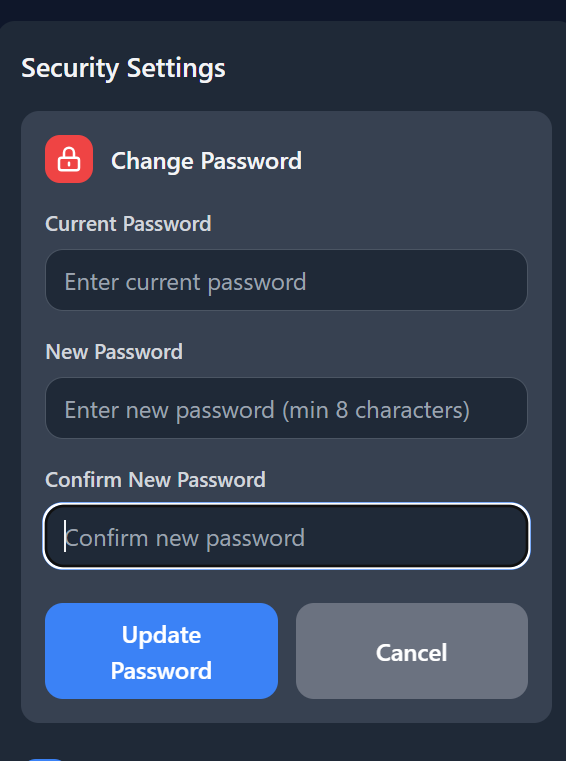 Security Settings
Change Password
Current Password
Enter current password
New Password
Enter new password (min 8 characters)
Confirm New Password
Confirm new password
Update
Password
Cancel